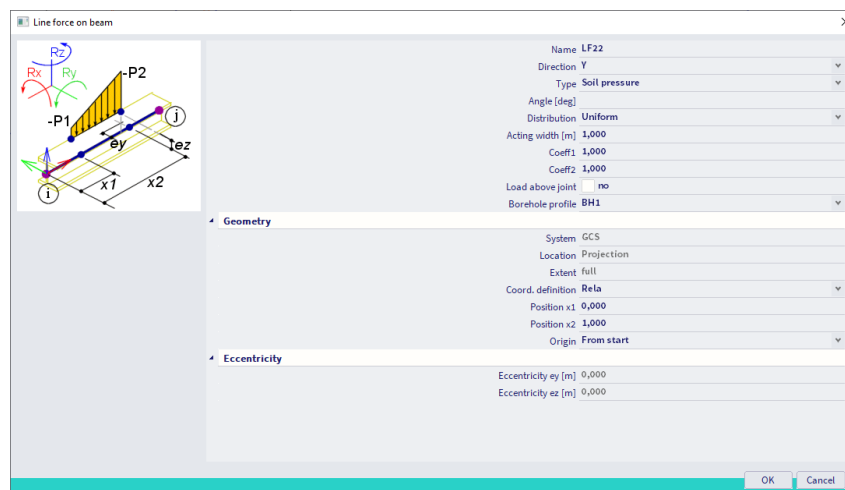 Line force on beam
Rz
Rx Ry
-P2
-P1
j
ey
ez
x1 x2
i
Name LF22
Direction Y
Type Soil pressure
Angle [deg]
Distribution Uniform
Acting width [m] 1,000
Coeff1 1,000
Coeff2 1,000
Load above joint no
Borehole profile BH1
Geometry
System GCS
Location Projection
Extent full
Coord. definition Rela
Position x1 0,000
Position x2 1,000
Origin From start
Eccentricity
Eccentricity ey [m] 0,000
Eccentricity ez [m] 0,000
OK Cancel